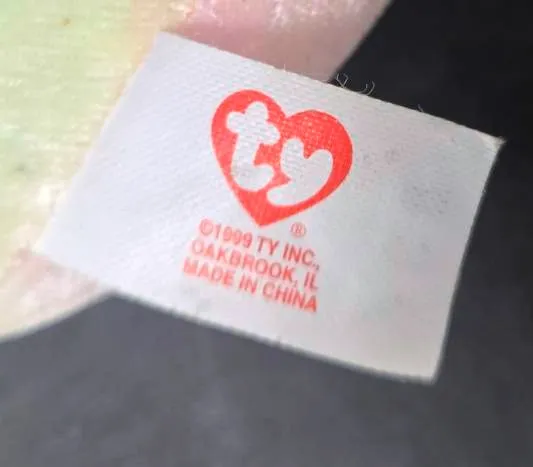 ty
®
©1999 TY INC.,
OAKBROOK, IL
MADE IN CHINA